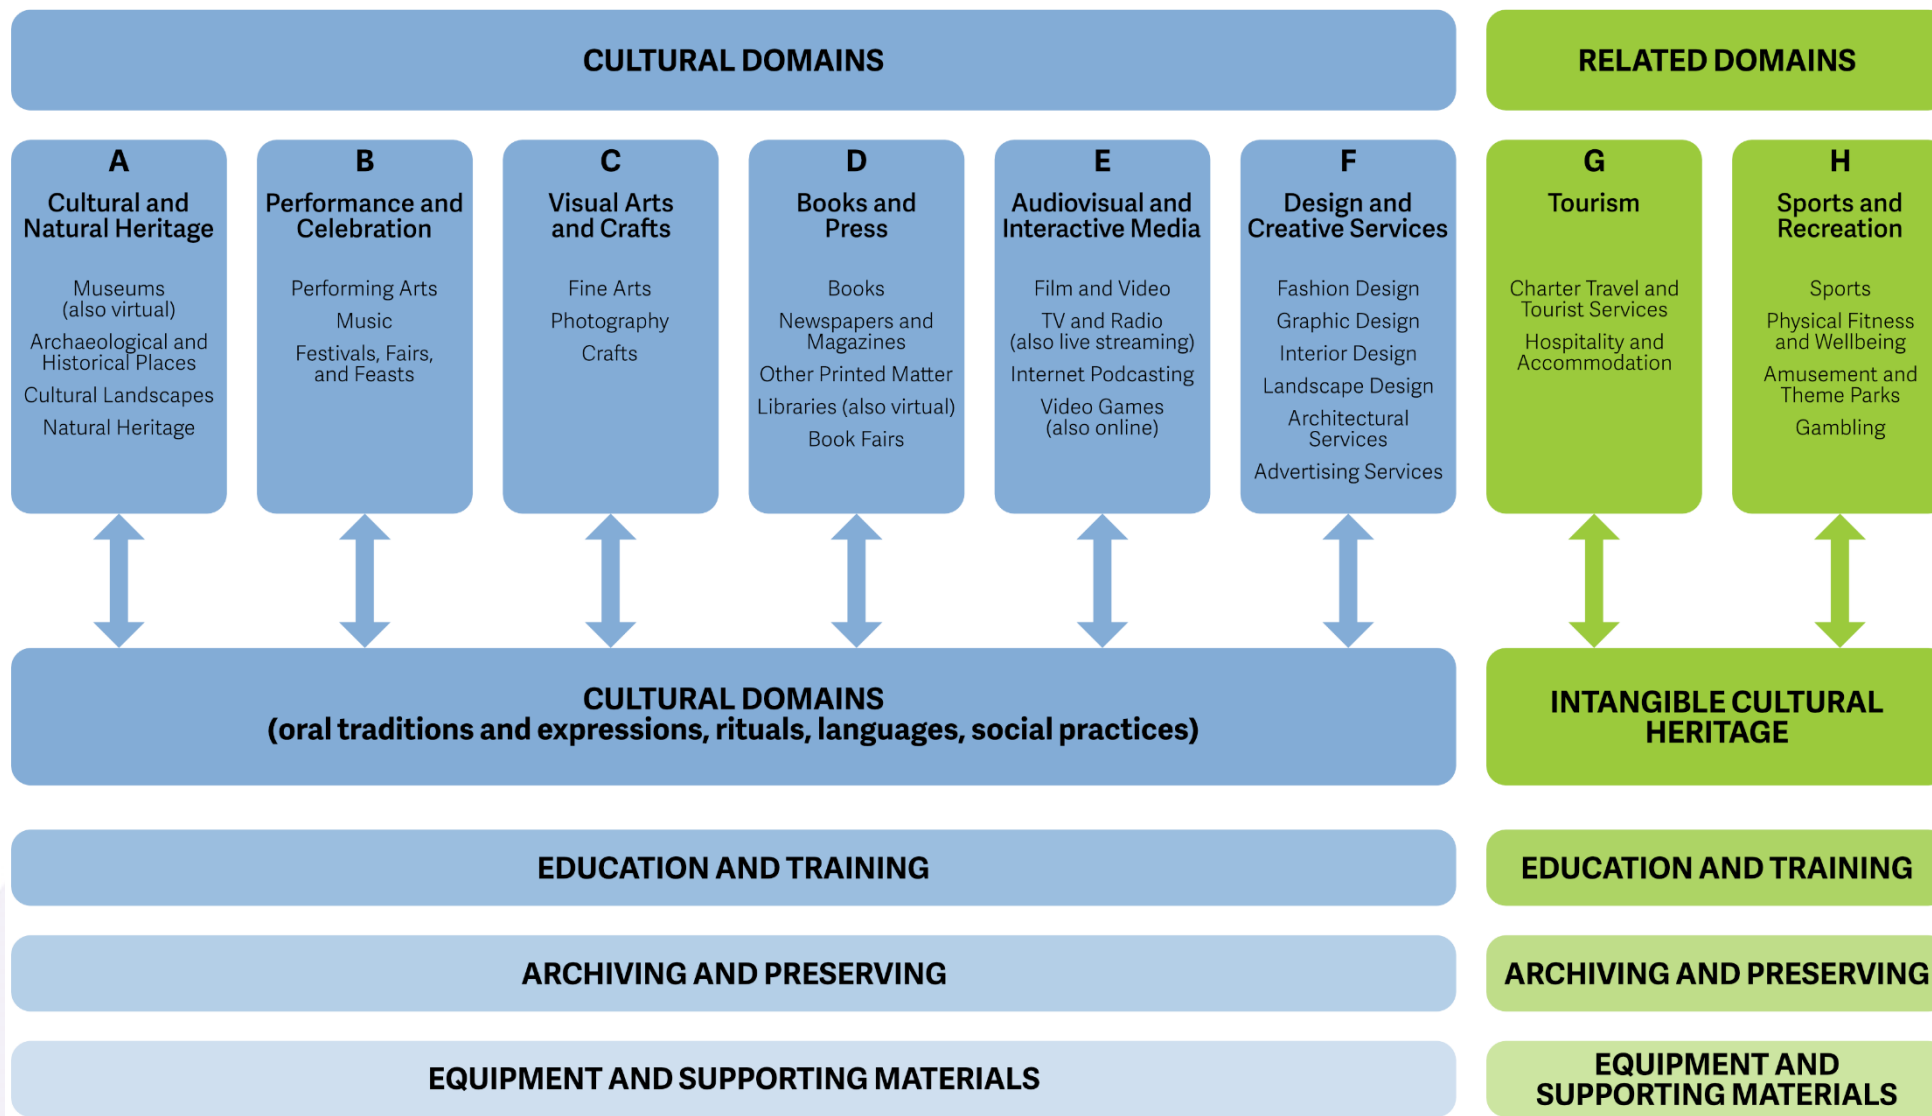 CULTURAL DOMAINS
RELATED DOMAINS
A
Cultural and
Natural Heritage
Museums
(also virtual)
Archaeological and
Historical Places
Cultural Landscapes
Natural Heritage
B
Performance and
Celebration
Performing Arts
Music
Festivals, Fairs,
and Feasts
C
Visual Arts
and Crafts
Fine Arts
Photography
Crafts
D
Books and
Press
Books
Newspapers and
Magazines
Other Printed Matter
Libraries (also virtual)
Book Fairs
E
Audiovisual and
Interactive Media
Film and Video
TV and Radio
(also live streaming)
Internet Podcasting
Video Games
(also online)
F
Design and
Creative Services
Fashion Design
Graphic Design
Interior Design
Landscape Design
Architectural
Services
Advertising Services
G
Tourism
Charter Travel and
Tourist Services
Hospitality and
Accommodation
H
Sports and
Recreation
Sports
Physical Fitness
and Wellbeing
Amusement and
Theme Parks
Gambling
CULTURAL DOMAINS
(oral traditions and expressions, rituals, languages, social practices)
INTANGIBLE CULTURAL
HERITAGE
EDUCATION AND TRAINING
EDUCATION AND TRAINING
ARCHIVING AND PRESERVING
ARCHIVING AND PRESERVING
EQUIPMENT AND SUPPORTING MATERIALS
EQUIPMENT AND
SUPPORTING MATERIALS